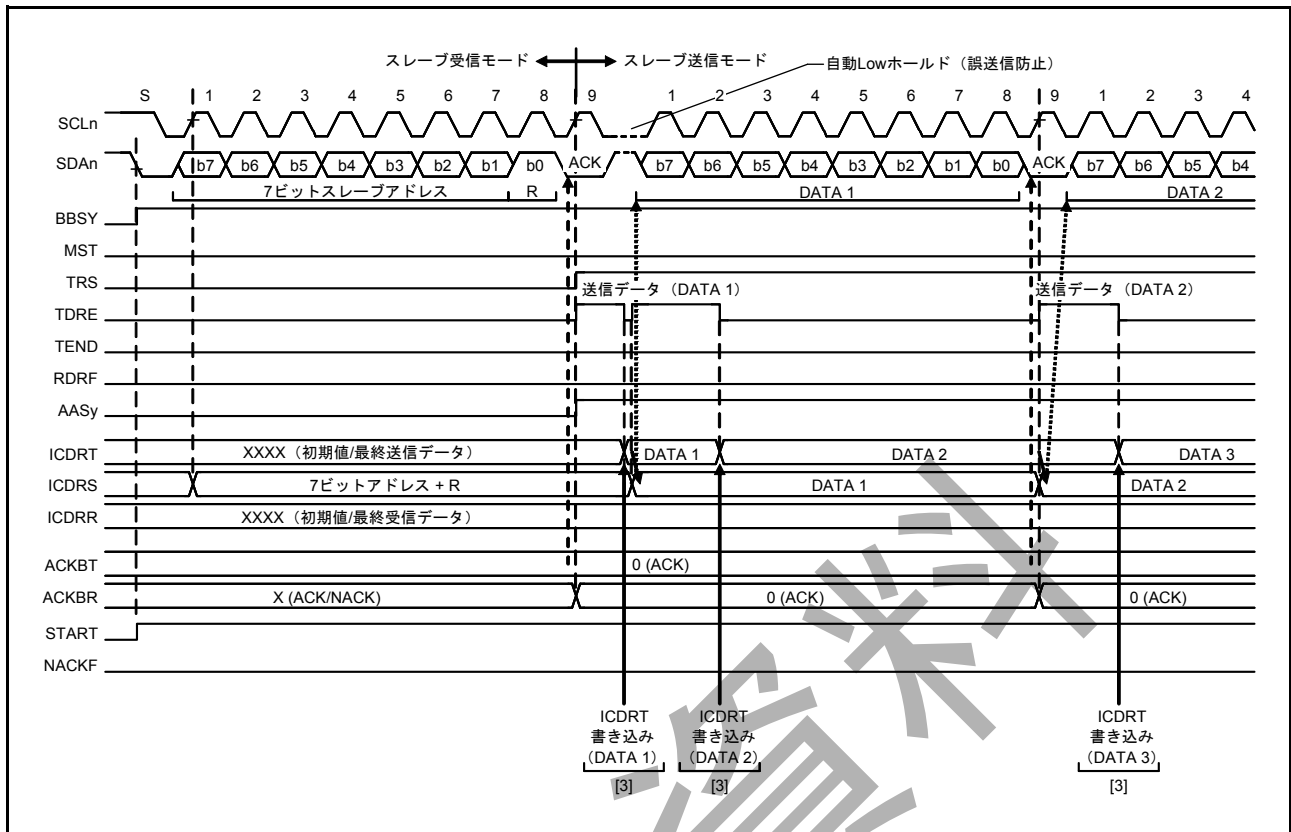 スレーブ受信モード スレーブ送信モード
自動Lowホールド（誤送信防止）
S 1 2 3 4 5 6 7 8 9 1 2 3 4 5 6 7 8 9 1 2 3 4
SCLn
SDAn b7 b6 b5 b4 b3 b2 b1 b0 ACK b7 b6 b5 b4 b3 b2 b1 b0 ACK b7 b6 b5 b4
7ビットスレーブアドレス R DATA 1 DATA 2
BBSY
MST
TRS
送信データ（DATA 1） 送信データ（DATA 2）
TDRE
TEND
RDRF
AASy
ICDRT XXXX（初期値/最終送信データ） DATA 1 DATA 2 DATA 3
ICDRS 7ビットアドレス + R DATA 1 DATA 2
ICDRR XXXX（初期値/最終受信データ）
ACKBT 0 (ACK)
ACKBR X (ACK/NACK) 0 (ACK) 0 (ACK)
START
NACKF
ICDRT ICDRT ICDRT
書き込み 書き込み 書き込み
（DATA 1） （DATA 2） （DATA 3）
[3] [3] [3]
資料